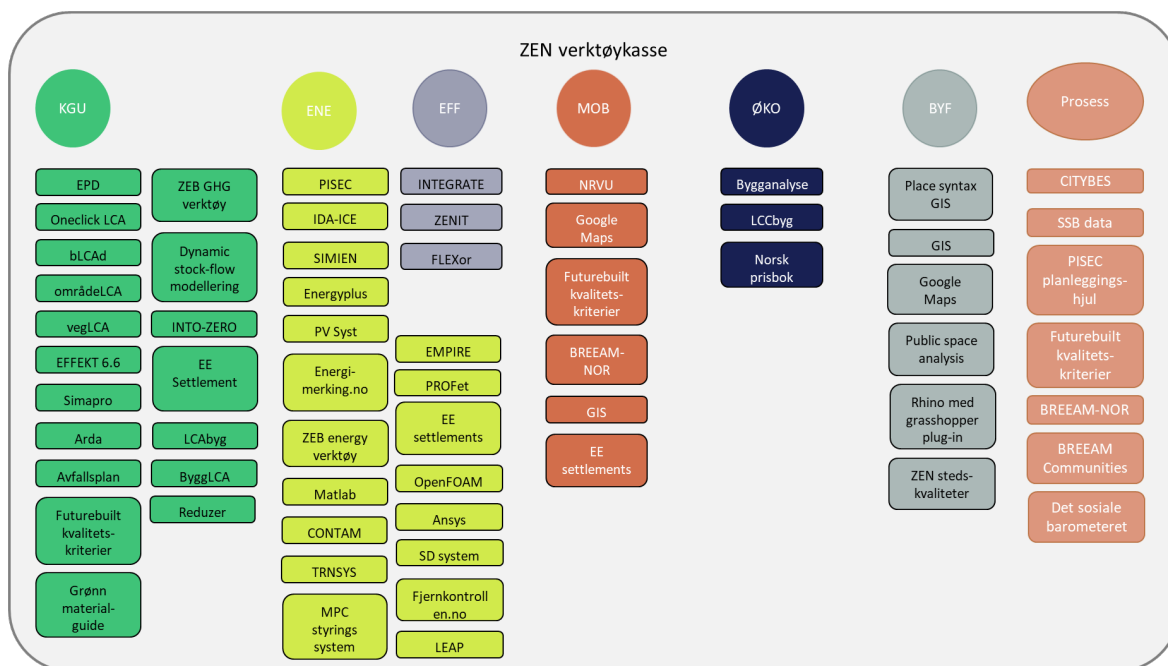 ZEN verktøykasse
KGU
EPD
Oneclick LCA
bLCAd
områdeLCA
vegLCA
EFFEKT 6.6
Simapro
Arda
Avfallsplan
Futurebuilt
kvalitets-
kriterier
Grønn
material-
guide
ZEB GHG
verktøy
Dynamic
stock-flow
modellering
INTO-ZERO
EE
Settlement
LCAbyg
ByggLCA
Reduzer
ENE
PISEC
IDA-ICE
SIMIEN
Energyplus
PV Syst
Energi-
merking.no
ZEB energy
verktøy
Matlab
CONTAM
TRNSYS
MPC
styrings
system
EFF
INTEGRATE
ZENIT
FLEXor
EMPIRE
PROFet
EE
settlements
OpenFOAM
Ansys
SD system
Fjernkontroll
en.no
LEAP
MOB
NRVU
Google
Maps
Futurebuilt
kvalitets-
kriterier
BREEAM-
NOR
GIS
EE
settlements
ØKO
Bygganalyse
LCCbyg
Norsk
prisbok
BYF
Place syntax
GIS
GIS
Google
Maps
Public space
analysis
Rhino med
grasshopper
plug-in
ZEN steds-
kvaliteter
Prosess
CITYBES
SSB data
PISEC
planleggings-
hjul
Futurebuilt
kvalitets-
kriterier
BREEAM-NOR
BREEAM
Communities
Det sosiale
barometeret